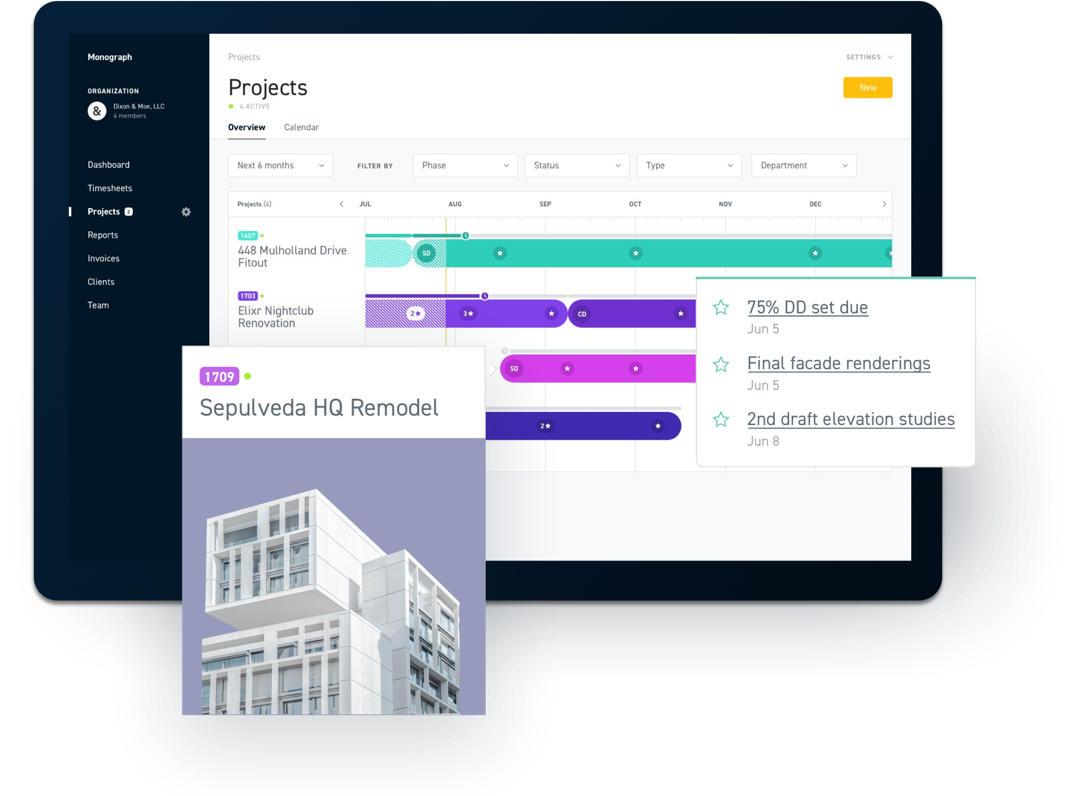 Monograph
ORGANIZATION
&
Dixon & Moe, LLC
4 members
Dashboard
Timesheets
Projects 2
Reports
Invoices
Clients
Team
Projects
SETTINGS
Projects
4 ACTIVE
New
Overview Calendar
Next 6 months FILTER BY Phase Status Type Department
Projects (4) JUL AUG SEP OCT NOV DEC
1607
448 Mulholland Drive
Fitout
SD
1703
Elixr Nightclub
Renovation
2★ 3★ CD
SD
2★
1709
Sepulveda HQ Remodel
75% DD set due
Jun 5
Final facade renderings
Jun 5
2nd draft elevation studies
Jun 8